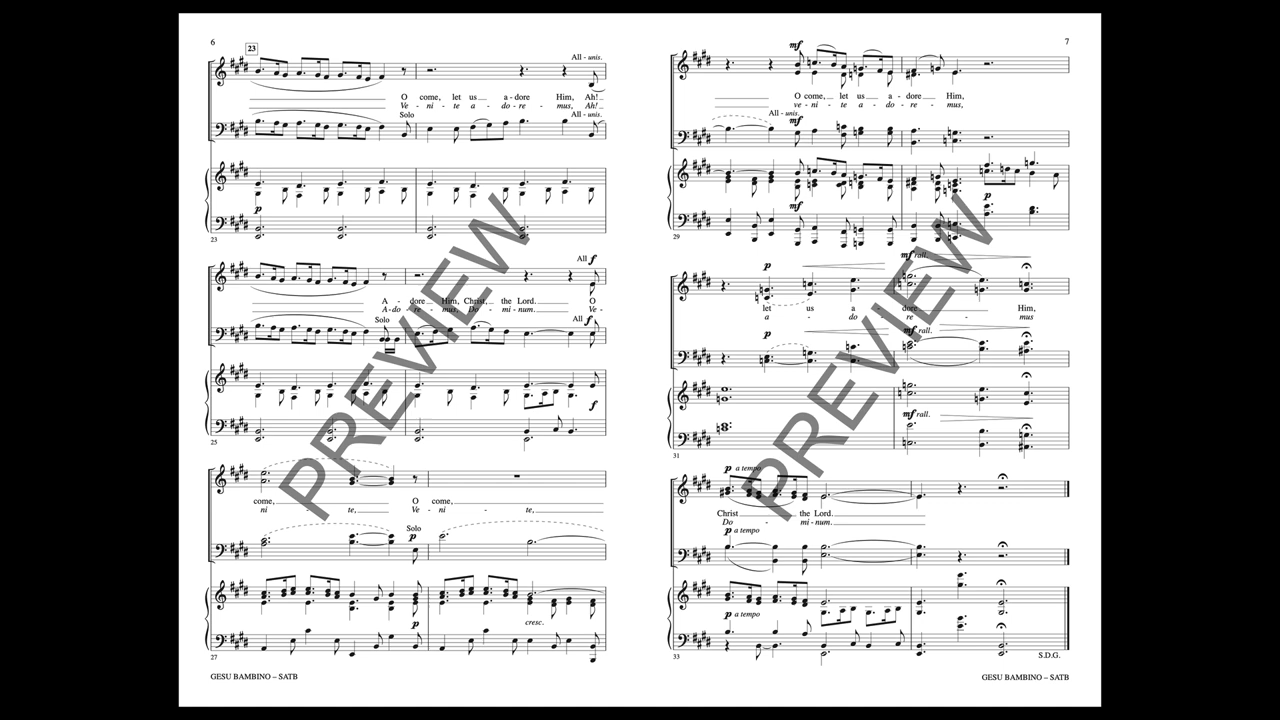 6
23
All - unis.
O come, let us a - dore Him, Ah!
Ve - ni - te a - do - re - mus, Ah!
Solo
All - unis.
p
23
All f
A - dore Him, Christ, the Lord. O
A - do - re - mus, Do - mi - num. Ve-
Solo
All f
f
25
come, O come,
ni te, Ve - ni - te,
Solo
p
p
cresc.
27
GESU BAMBINO – SATB
PREVIEW
7
mf
O come, let us a - dore Him,
ve - ni - te a - do - re - mus,
All - unis.
mf
mf
p
29
p
mf rall.
let us a - dore Him,
a - do - re - mus
p
mf rall.
mf rall.
31
p a tempo
Christ the Lord.
Do - mi - num.
p a tempo
p a tempo
33
S.D.G.
GESU BAMBINO – SATB
PREVIEW